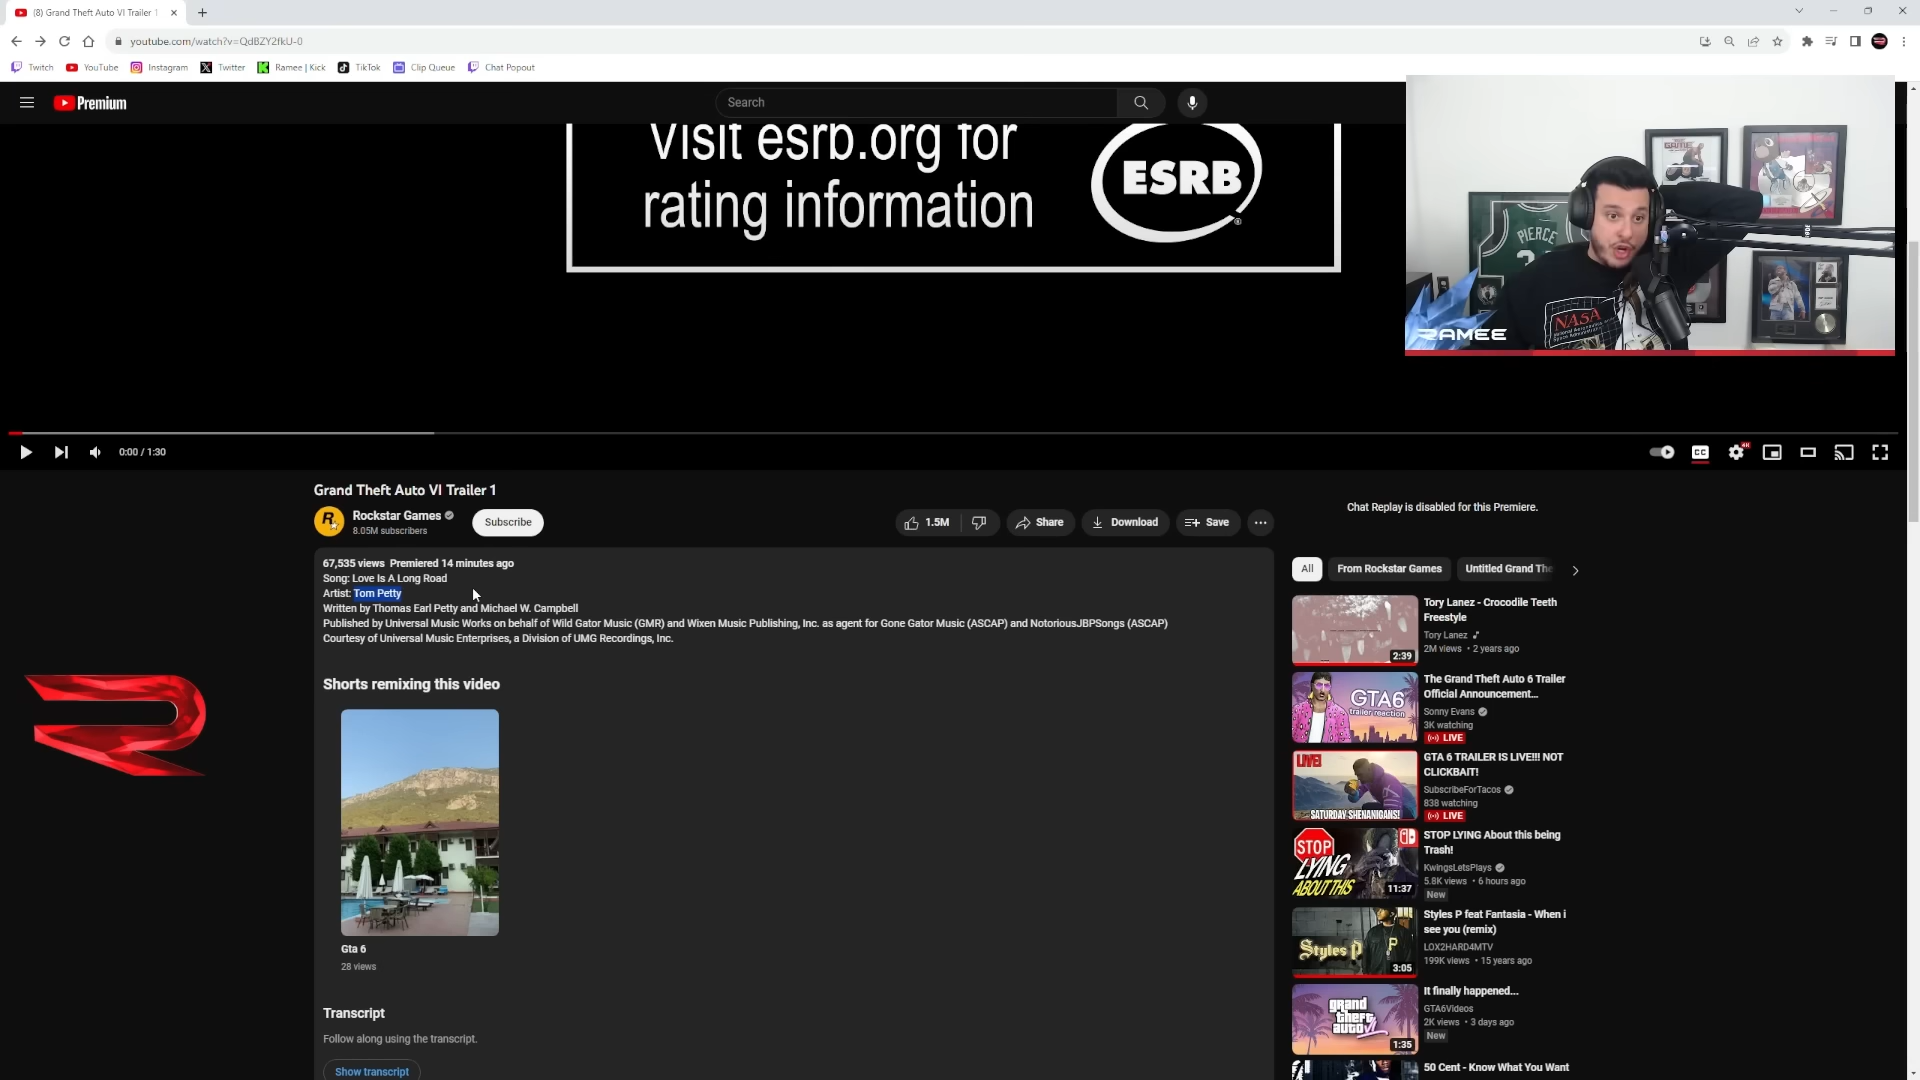 (8) Grand Theft Auto VI Trailer 1
youtube.com/watch?v=QdBZY2fkU-0
Twitch YouTube Instagram Twitter Ramee | Kick TikTok Clip Queue Chat Popout
Premium
Search
Visit esrb.org for
rating information
ESRB
PIERCE
NASA
RAMEE
0:00 / 1:30
CC
Grand Theft Auto VI Trailer 1
Rockstar Games
8.05M subscribers
Subscribe
1.5M
Share
Download
Save
Chat Replay is disabled for this Premiere.
67,535 views Premiered 14 minutes ago
Song: Love Is A Long Road
Artist: Tom Petty
Written by Thomas Earl Petty and Michael W. Campbell
Published by Universal Music Works on behalf of Wild Gator Music (GMR) and Wixen Music Publishing, Inc. as agent for Gone Gator Music (ASCAP) and NotoriousJBPSongs (ASCAP)
Courtesy of Universal Music Enterprises, a Division of UMG Recordings, Inc.
Shorts remixing this video
Gta 6
28 views
Transcript
Follow along using the transcript.
Show transcript
All From Rockstar Games Untitled Grand The
2:39
Tory Lanez - Crocodile Teeth
Freestyle
Tory Lanez
2M views • 2 years ago
GTA6
trailer reaction
The Grand Theft Auto 6 Trailer
Official Announcement...
Sonny Evans
3K watching
LIVE
LIVE!
SATURDAY SHENANIGANS!
GTA 6 TRAILER IS LIVE!!! NOT
CLICKBAIT!
SubscribeForTacos
838 watching
LIVE
STOP
LYING
ABOUT THIS
11:37
STOP LYING About this being
Trash!
KwingsLetsPlays
5.8K views • 6 hours ago
New
Styles P
3:05
Styles P feat Fantasia - When i
see you (remix)
LOX2HARD4MTV
199K views • 15 years ago
grand
theft
auto VI
1:35
It finally happened...
GTA6Videos
2K views • 3 days ago
New
50 Cent - Know What You Want